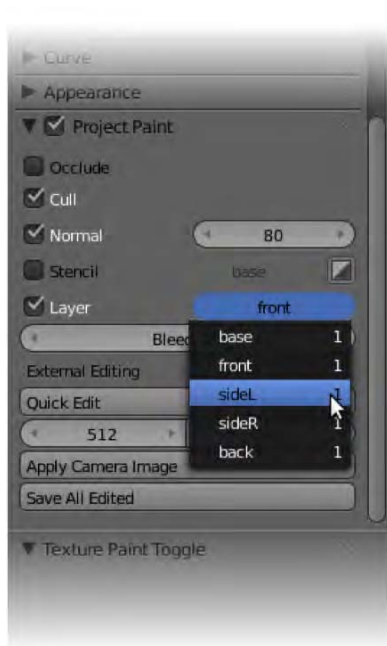 Curve
Appearance
Project Paint
Occlude
Cull
Normal 80
Stencil base
Layer front
Bleed
base 1
front 1
sideL 1
sideR 1
back 1
External Editing
Quick Edit
512
Apply Camera Image
Save All Edited
Texture Paint Toggle